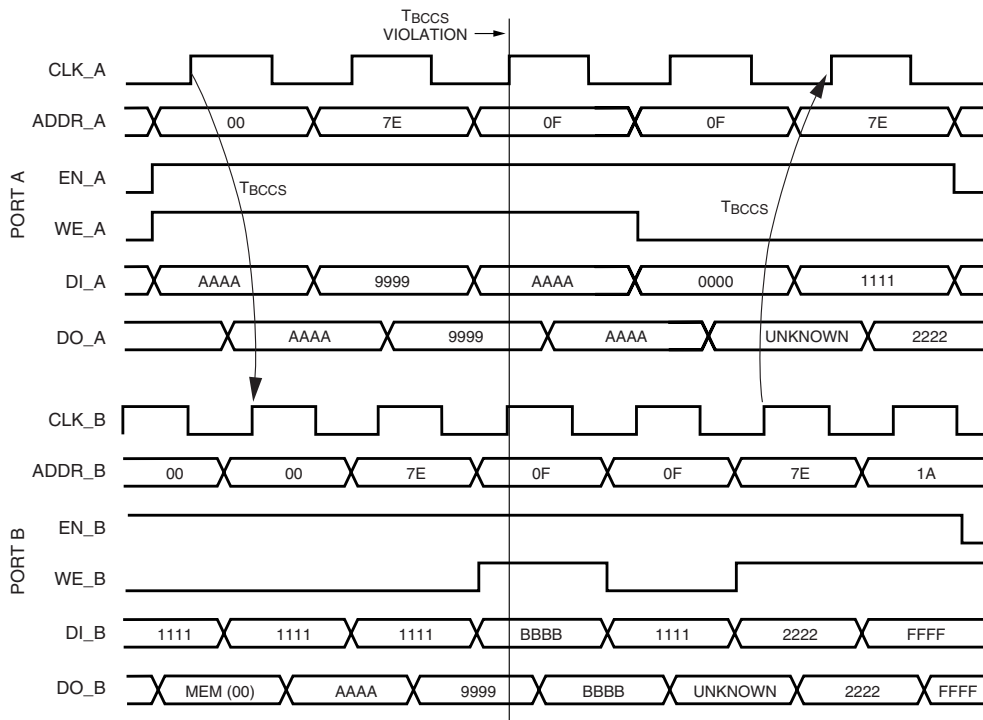 TBCCS
VIOLATION
CLK_A
ADDR_A 00 7E 0F 0F 7E
PORT A
EN_A
TBCCS
TBCCS
WE_A
DI_A AAAA 9999 AAAA 0000 1111
DO_A AAAA 9999 AAAA UNKNOWN 2222
CLK_B
ADDR_B 00 00 7E 0F 0F 7E 1A
PORT B
EN_B
WE_B
DI_B 1111 1111 1111 BBBB 1111 2222 FFFF
DO_B MEM (00) AAAA 9999 BBBB UNKNOWN 2222 FFFF